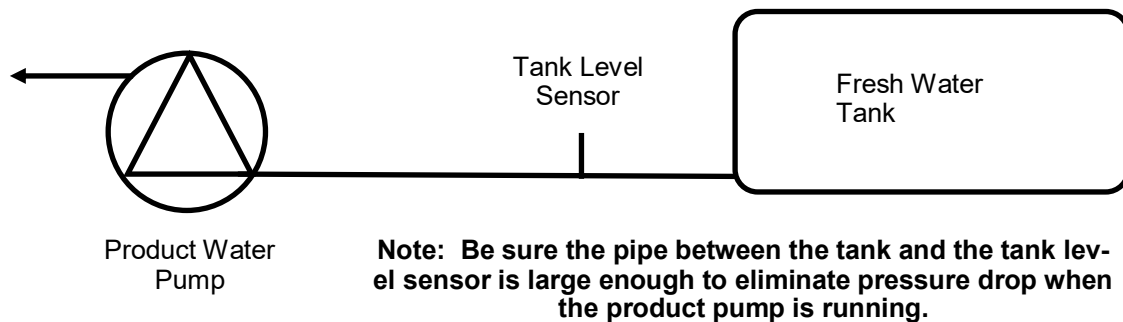 Tank Level
Sensor
Fresh Water
Tank
Product Water
Pump
Note:  Be sure the pipe between the tank and the tank lev-
el sensor is large enough to eliminate pressure drop when
the product pump is running.